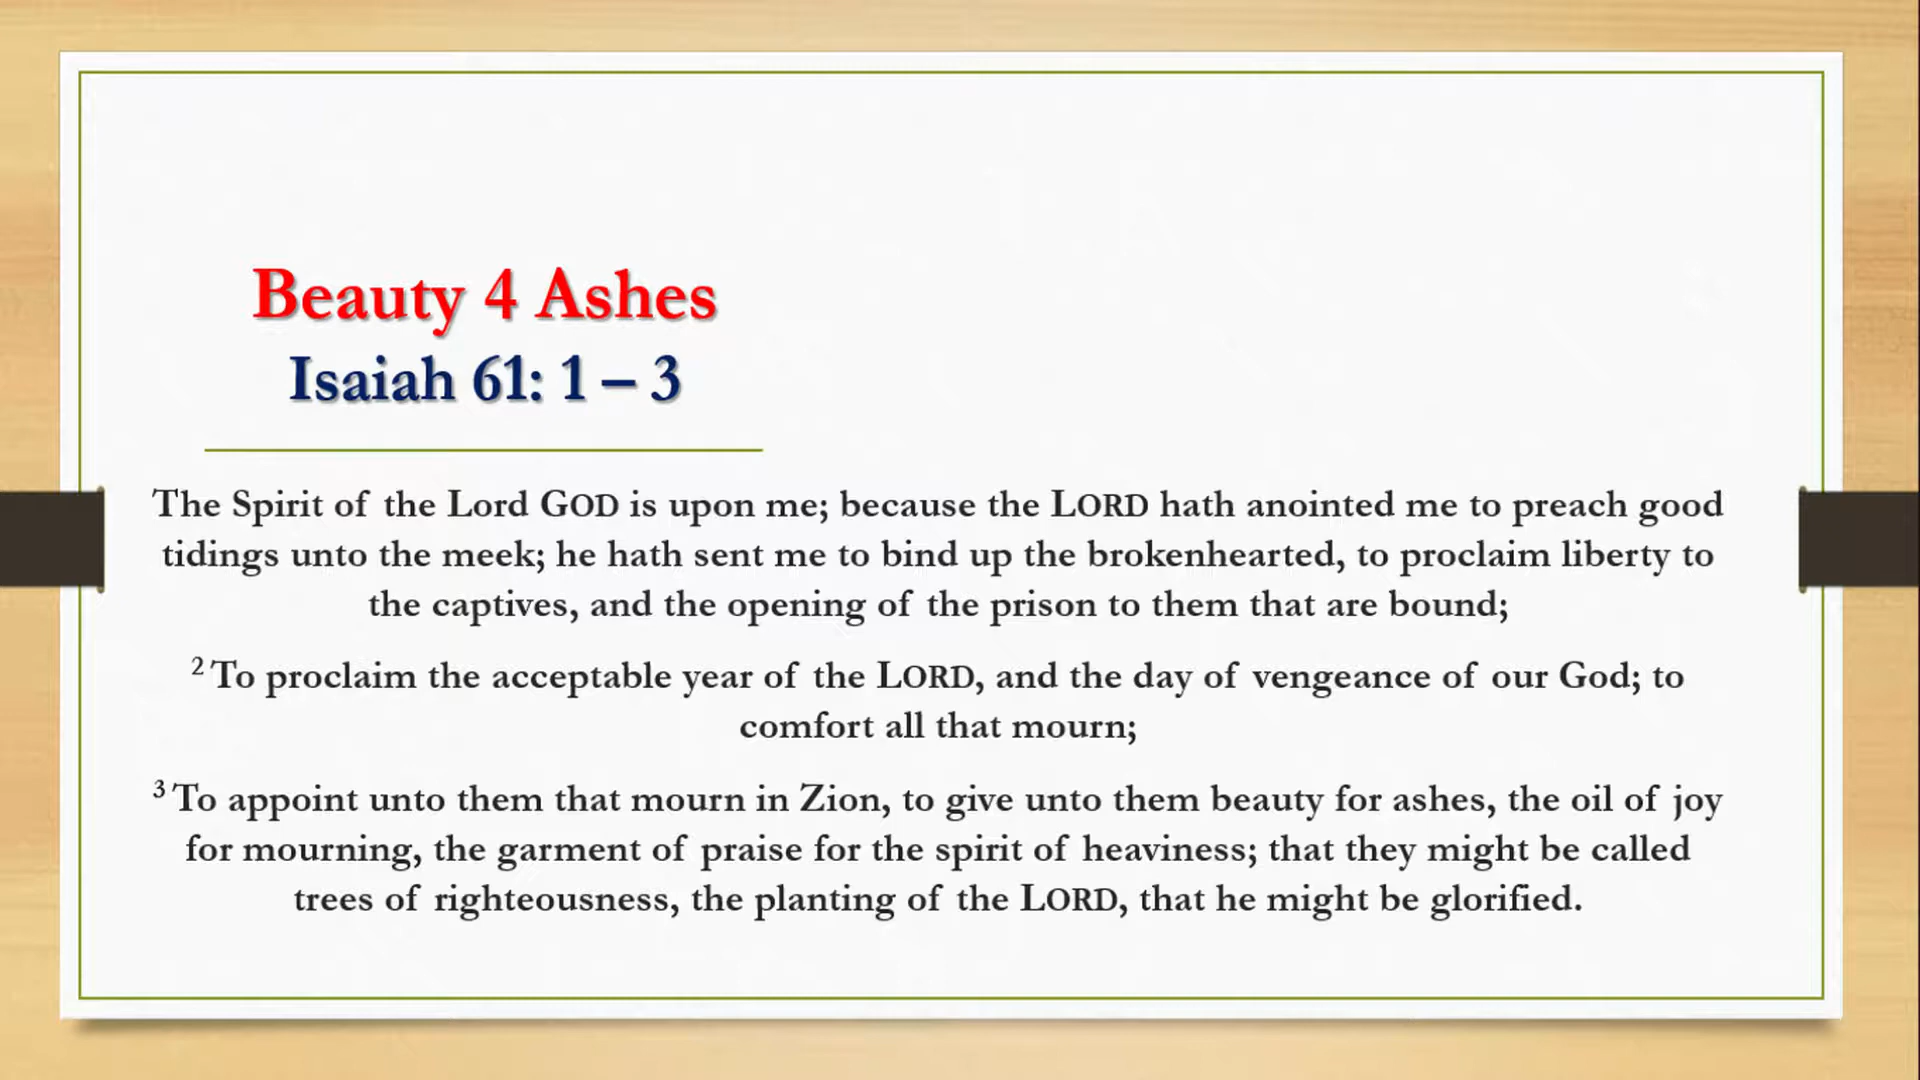 Beauty 4 Ashes
Isaiah 61: 1 – 3
The Spirit of the Lord GOD is upon me; because the LORD hath anointed me to preach good
tidings unto the meek; he hath sent me to bind up the brokenhearted, to proclaim liberty to
the captives, and the opening of the prison to them that are bound;
2 To proclaim the acceptable year of the LORD, and the day of vengeance of our God; to
comfort all that mourn;
3 To appoint unto them that mourn in Zion, to give unto them beauty for ashes, the oil of joy
for mourning, the garment of praise for the spirit of heaviness; that they might be called
trees of righteousness, the planting of the LORD, that he might be glorified.